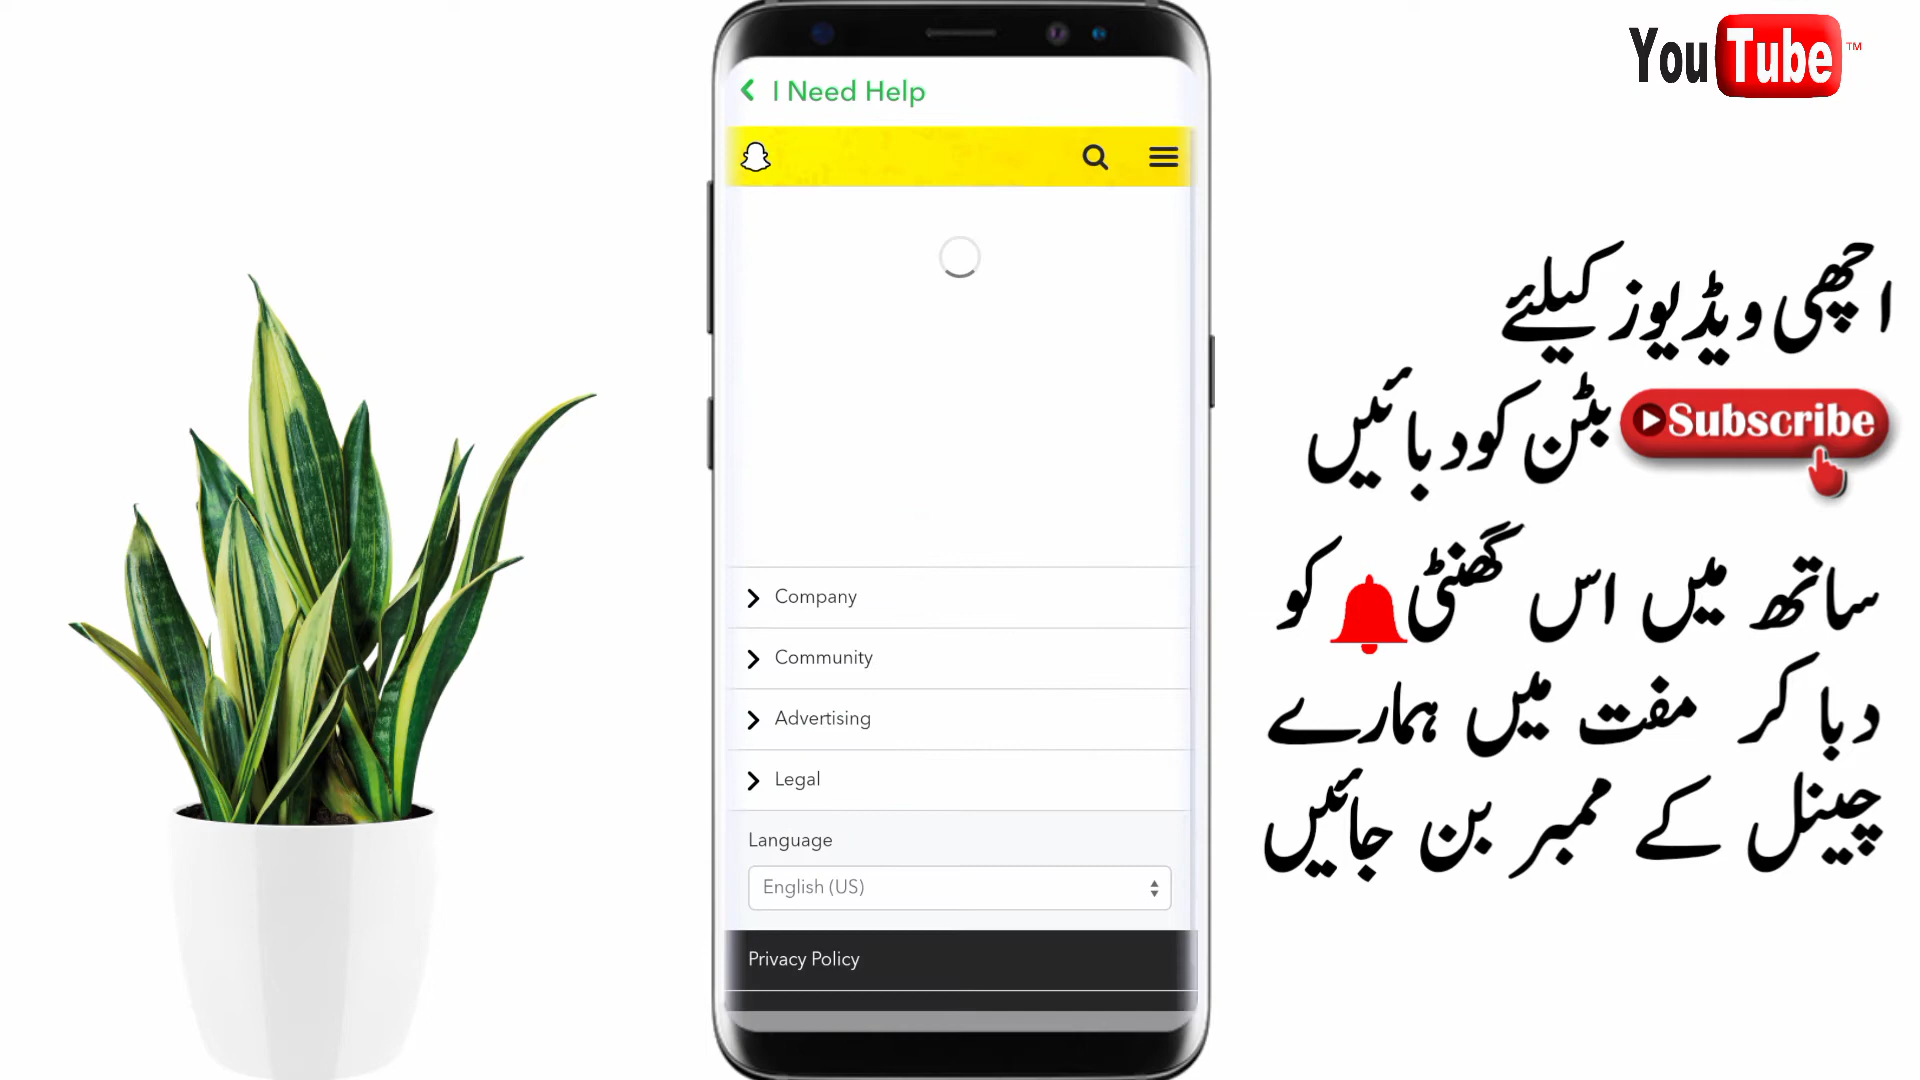 I Need Help
Company
Community
Advertising
Legal
Language
English (US)
Privacy Policy
YouTube™
اچھی ویڈیوز کیلئے
Subscribe بٹن کو دبائیں
ساتھ میں اس گھنٹی کو
دبا کر مفت میں ہمارے
چینل کے ممبر بن جائیں